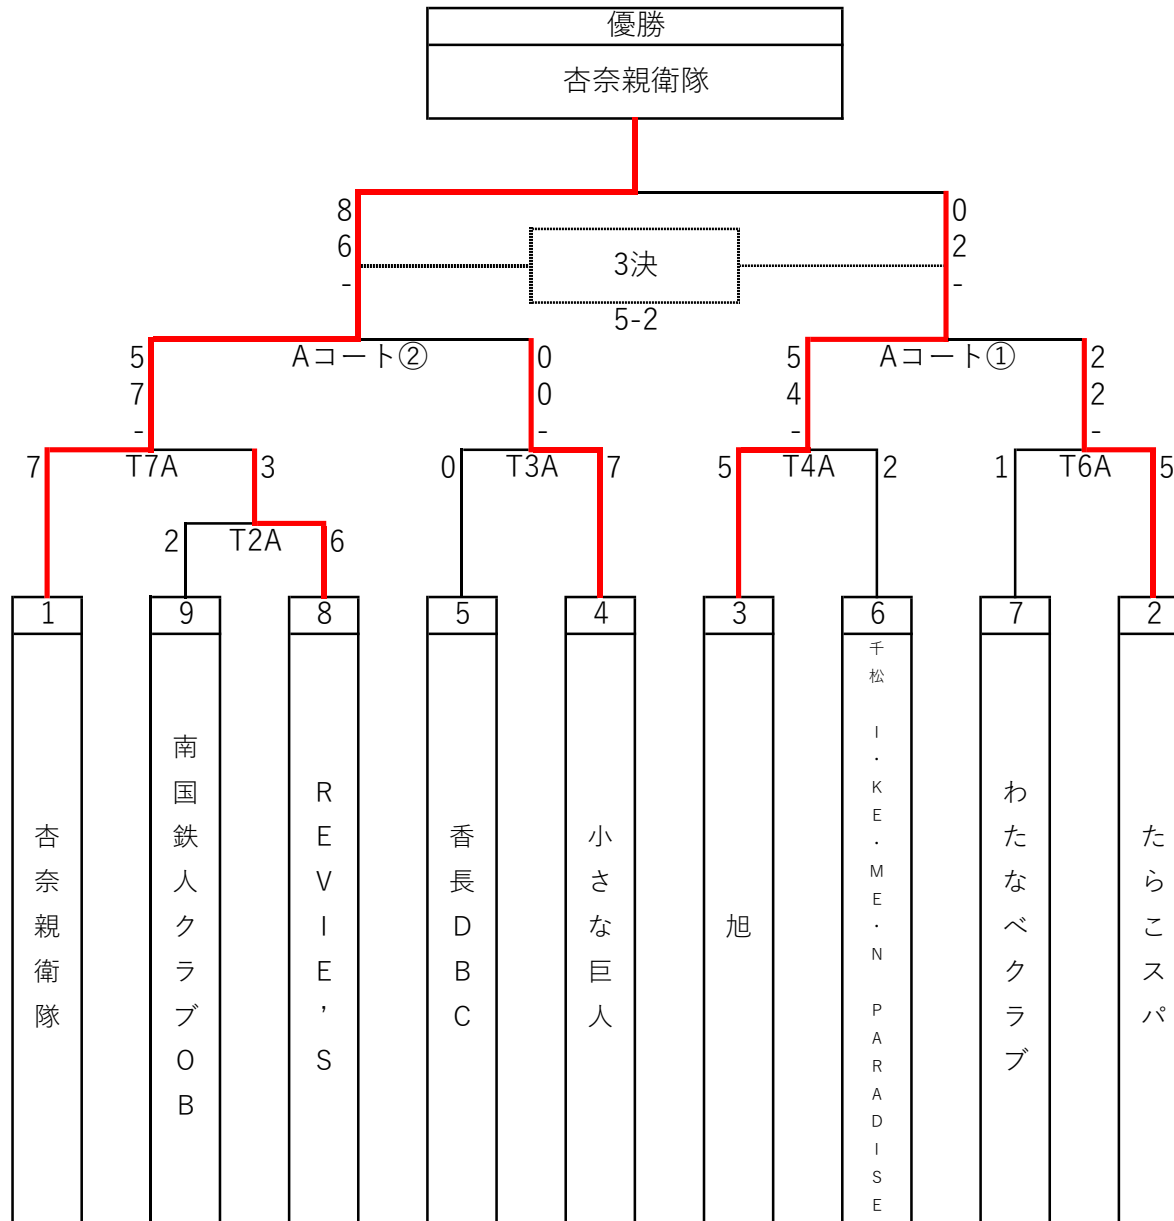 優勝
杏奈親衛隊
8 0
6 3決 2
- -
5-2
5 Aコート② 0 5 Aコート① 2
7 0 4 2
- - - -
7 T7A 3 0 T3A 7 5 T4A 2 1 T6A 5
2 T2A 6
1 9 8 5 4 3 6 7 2
杏奈親衛隊
南国鉄人クラブOB
REVIE’S
香長DBC
小さな巨人
旭
千松 I・KE・ME・N PARADISE
わたなべクラブ
たらこスパ